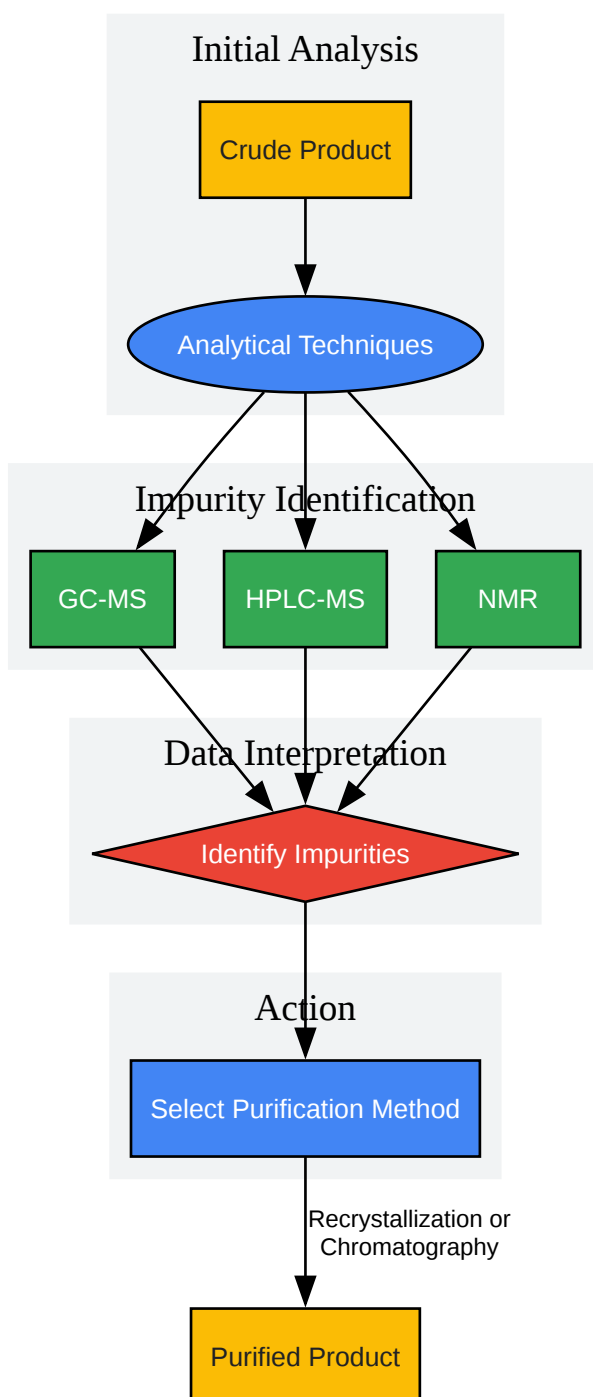 Initial Analysis
Crude Product
Analytical Techniques
Impurity Identification
GC-MS
HPLC-MS
NMR
Data Interpretation
Identify Impurities
Action
Select Purification Method
Recrystallization or
Chromatography
Purified Product